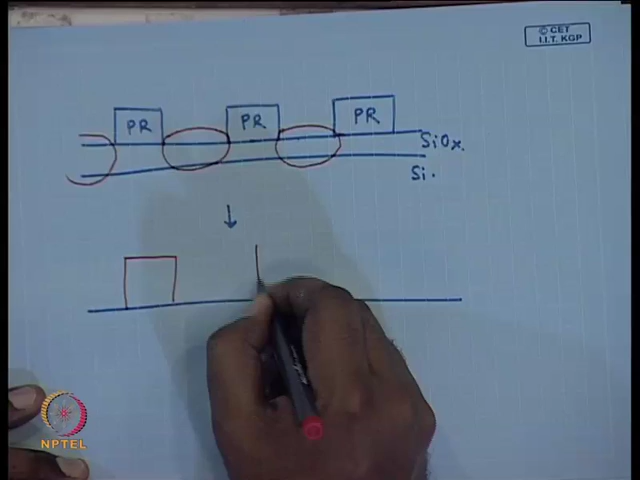 © CET
I.I.T. KGP
PR
PR
PR
SiOx.
Si.
NPTEL